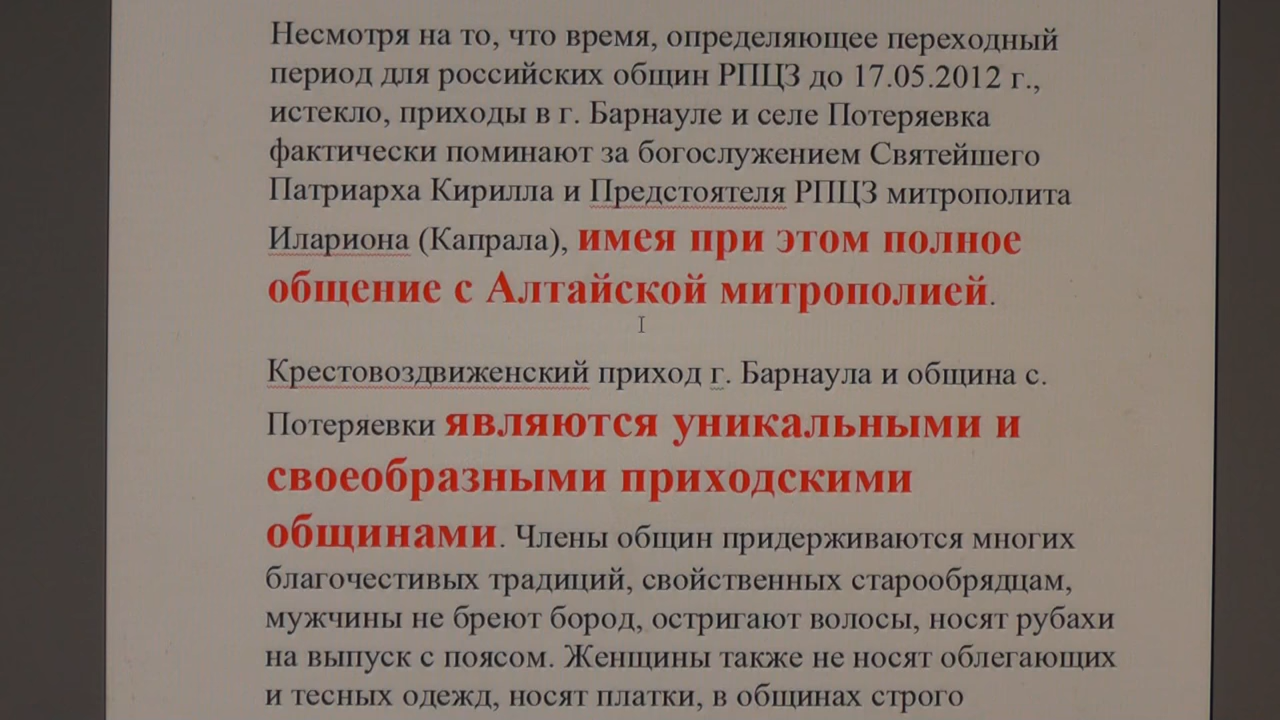 Несмотря на то, что время, определяющее переходный
период для российских общин РПЦЗ до 17.05.2012 г.,
истекло, приходы в г. Барнауле и селе Потеряевка
фактически поминают за богослужением Святейшего
Патриарха Кирилла и Предстоятеля РПЦЗ митрополита
Илариона (Капрала), имея при этом полное
общение с Алтайской митрополией.
Крестовоздвиженский приход г. Барнаула и община с.
Потеряевки являются уникальными и
своеобразными приходскими
общинами. Члены общин придерживаются многих
благочестивых традиций, свойственных старообрядцам,
мужчины не бреют бород, остригают волосы, носят рубахи
на выпуск с поясом. Женщины также не носят облегающих
и тесных одежд, носят платки, в общинах строго